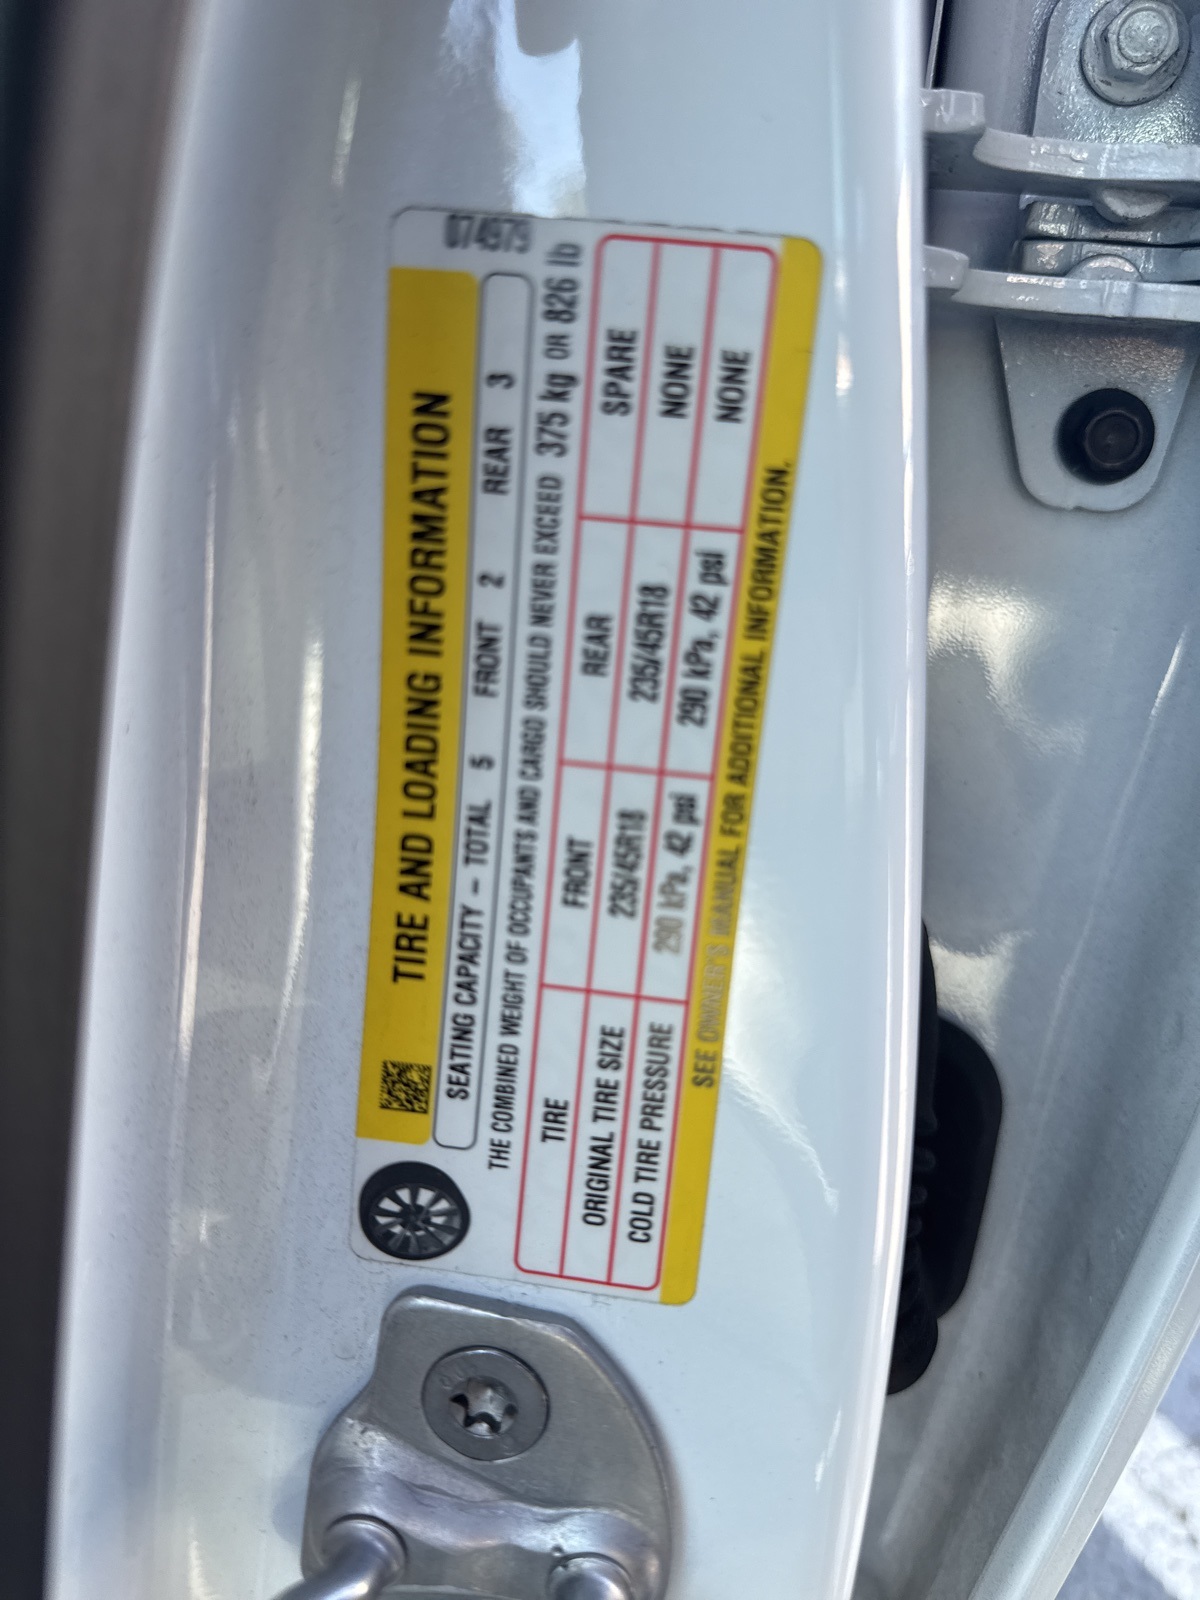 074979
TIRE AND LOADING INFORMATION
SEATING CAPACITY – TOTAL 5 FRONT 2 REAR 3
THE COMBINED WEIGHT OF OCCUPANTS AND CARGO SHOULD NEVER EXCEED 375 kg OR 826 lb
TIRE FRONT REAR SPARE
ORIGINAL TIRE SIZE 235/45R18 235/45R18 NONE
COLD TIRE PRESSURE 290 kPa, 42 psi 290 kPa, 42 psi NONE
SEE OWNER'S MANUAL FOR ADDITIONAL INFORMATION.